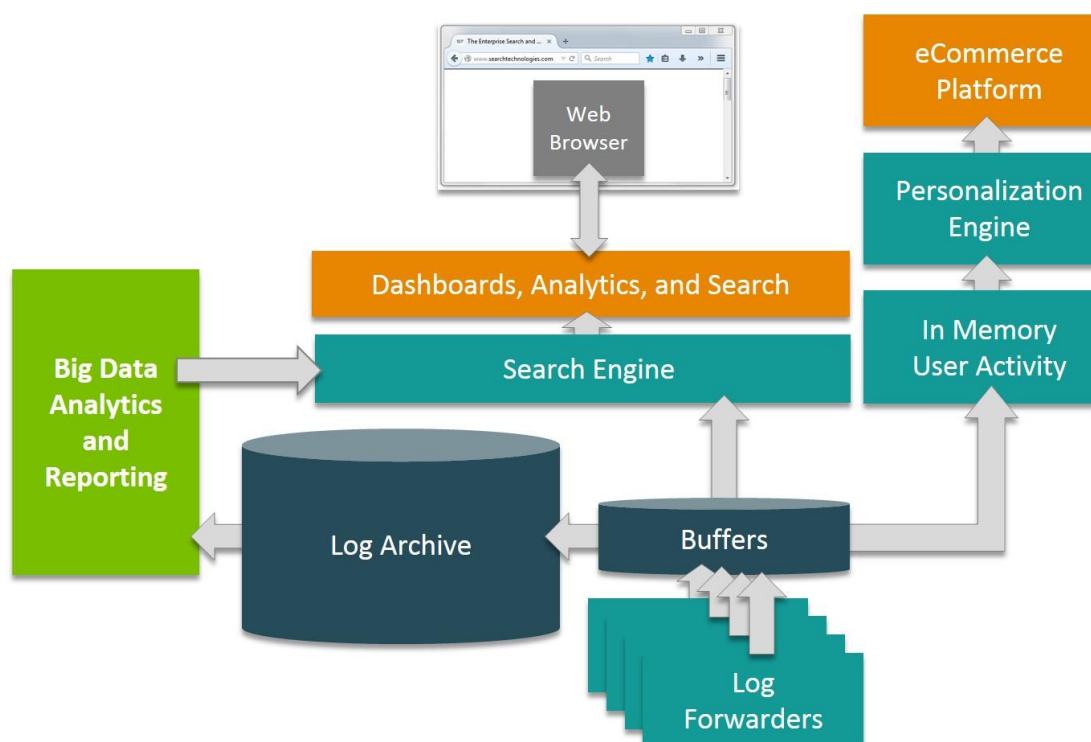 The Enterprise Search and ...
www.searchtechnologies.com
Search
Web
Browser
eCommerce
Platform
Personalization
Engine
Dashboards, Analytics, and Search
In Memory
User Activity
Search Engine
Big Data
Analytics
and
Reporting
Log Archive
Buffers
Log
Forwarders